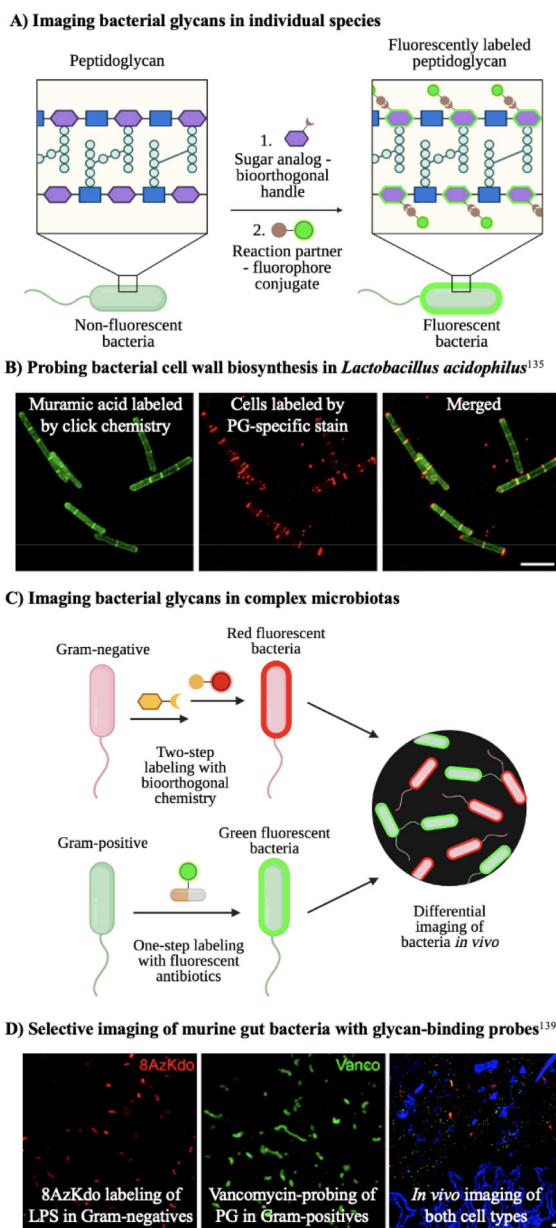 A) Imaging bacterial glycans in individual species
Peptidoglycan
Fluorescently labeled
peptidoglycan
1.
Sugar analog -
bioorthogonal
handle
2.
Reaction partner
- fluorophore
conjugate
Non-fluorescent
bacteria
Fluorescent
bacteria
B) Probing bacterial cell wall biosynthesis in Lactobacillus acidophilus135
Muramic acid labeled
by click chemistry
Cells labeled by
PG-specific stain
Merged
C) Imaging bacterial glycans in complex microbiotas
Gram-negative
Red fluorescent
bacteria
Two-step
labeling with
bioorthogonal
chemistry
Gram-positive
Green fluorescent
bacteria
One-step labeling
with fluorescent
antibiotics
Differential
imaging of
bacteria in vivo
D) Selective imaging of murine gut bacteria with glycan-binding probes139
8AzKdo
8AzKdo labeling of
LPS in Gram-negatives
Vanco
Vancomycin-probing of
PG in Gram-positives
In vivo imaging of
both cell types